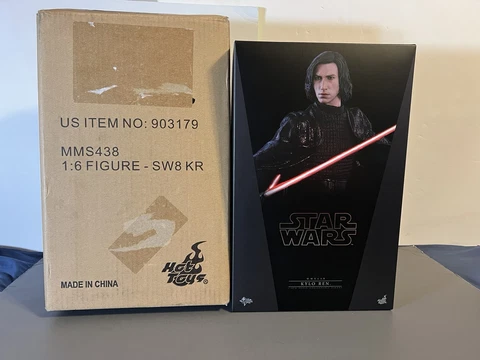 US ITEM NO: 903179
MMS438
1:6 FIGURE - SW8 KR
MADE IN CHINA
Hot Toys
STAR
WARS
KYLO REN